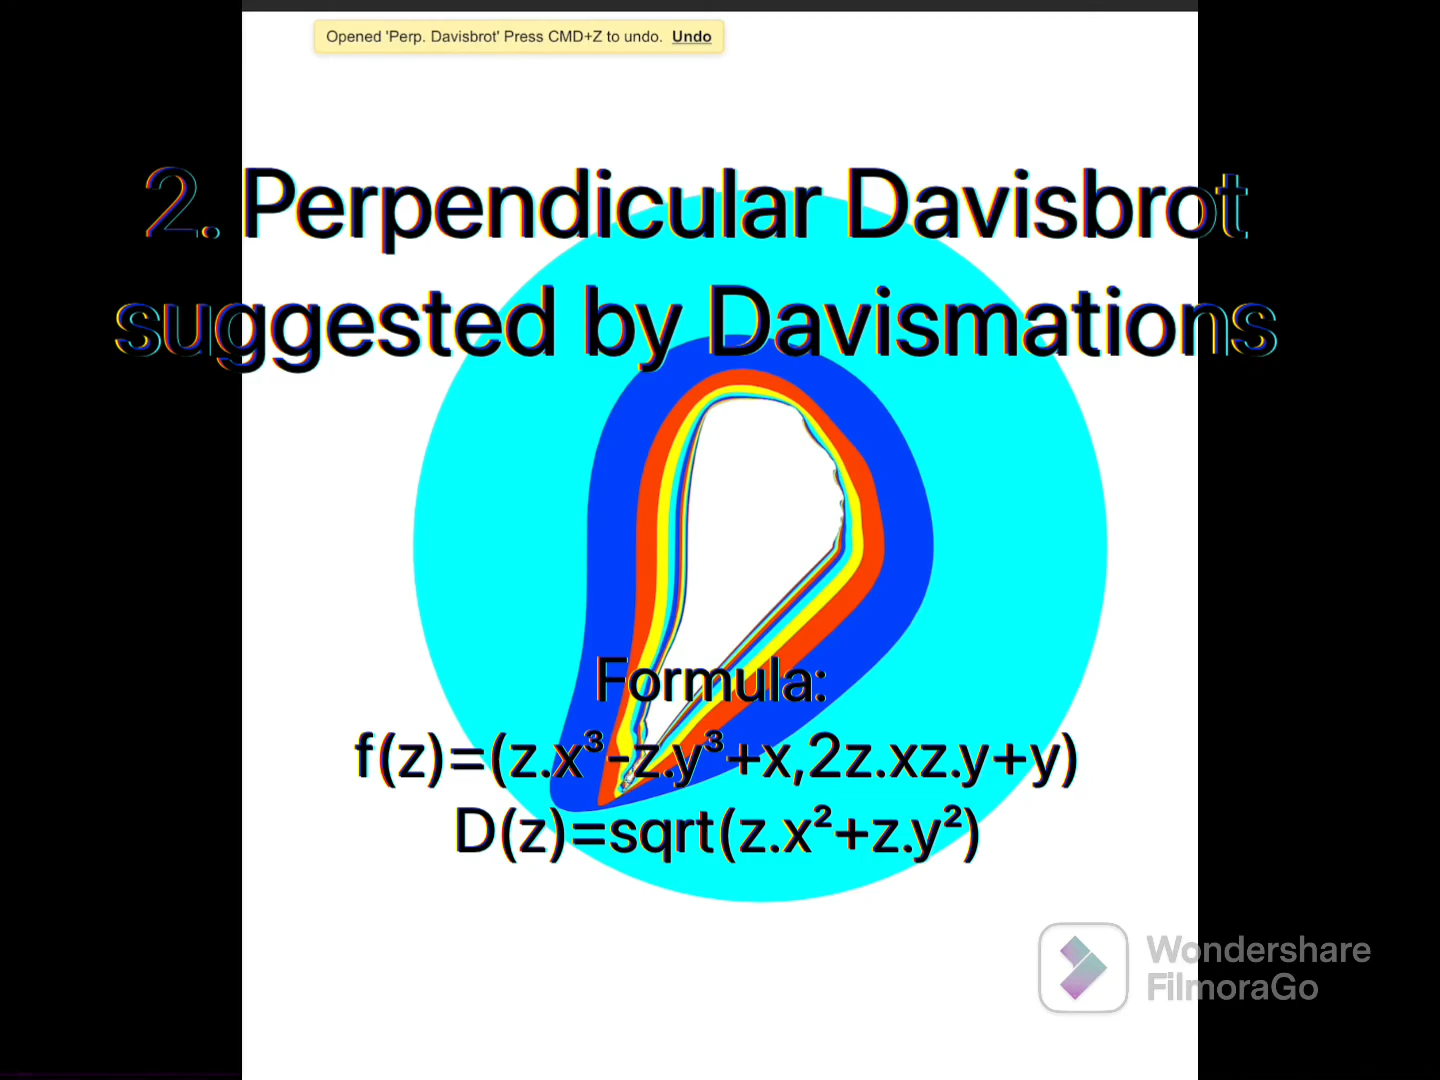 Opened 'Perp. Davisbrot' Press CMD+Z to undo. Undo
2. Perpendicular Davisbrot
suggested by Davismations
Formula:
f(z)=(z.x³-z.y³+x,2z.xz.y+y)
D(z)=sqrt(z.x²+z.y²)
Wondershare
FilmoraGo